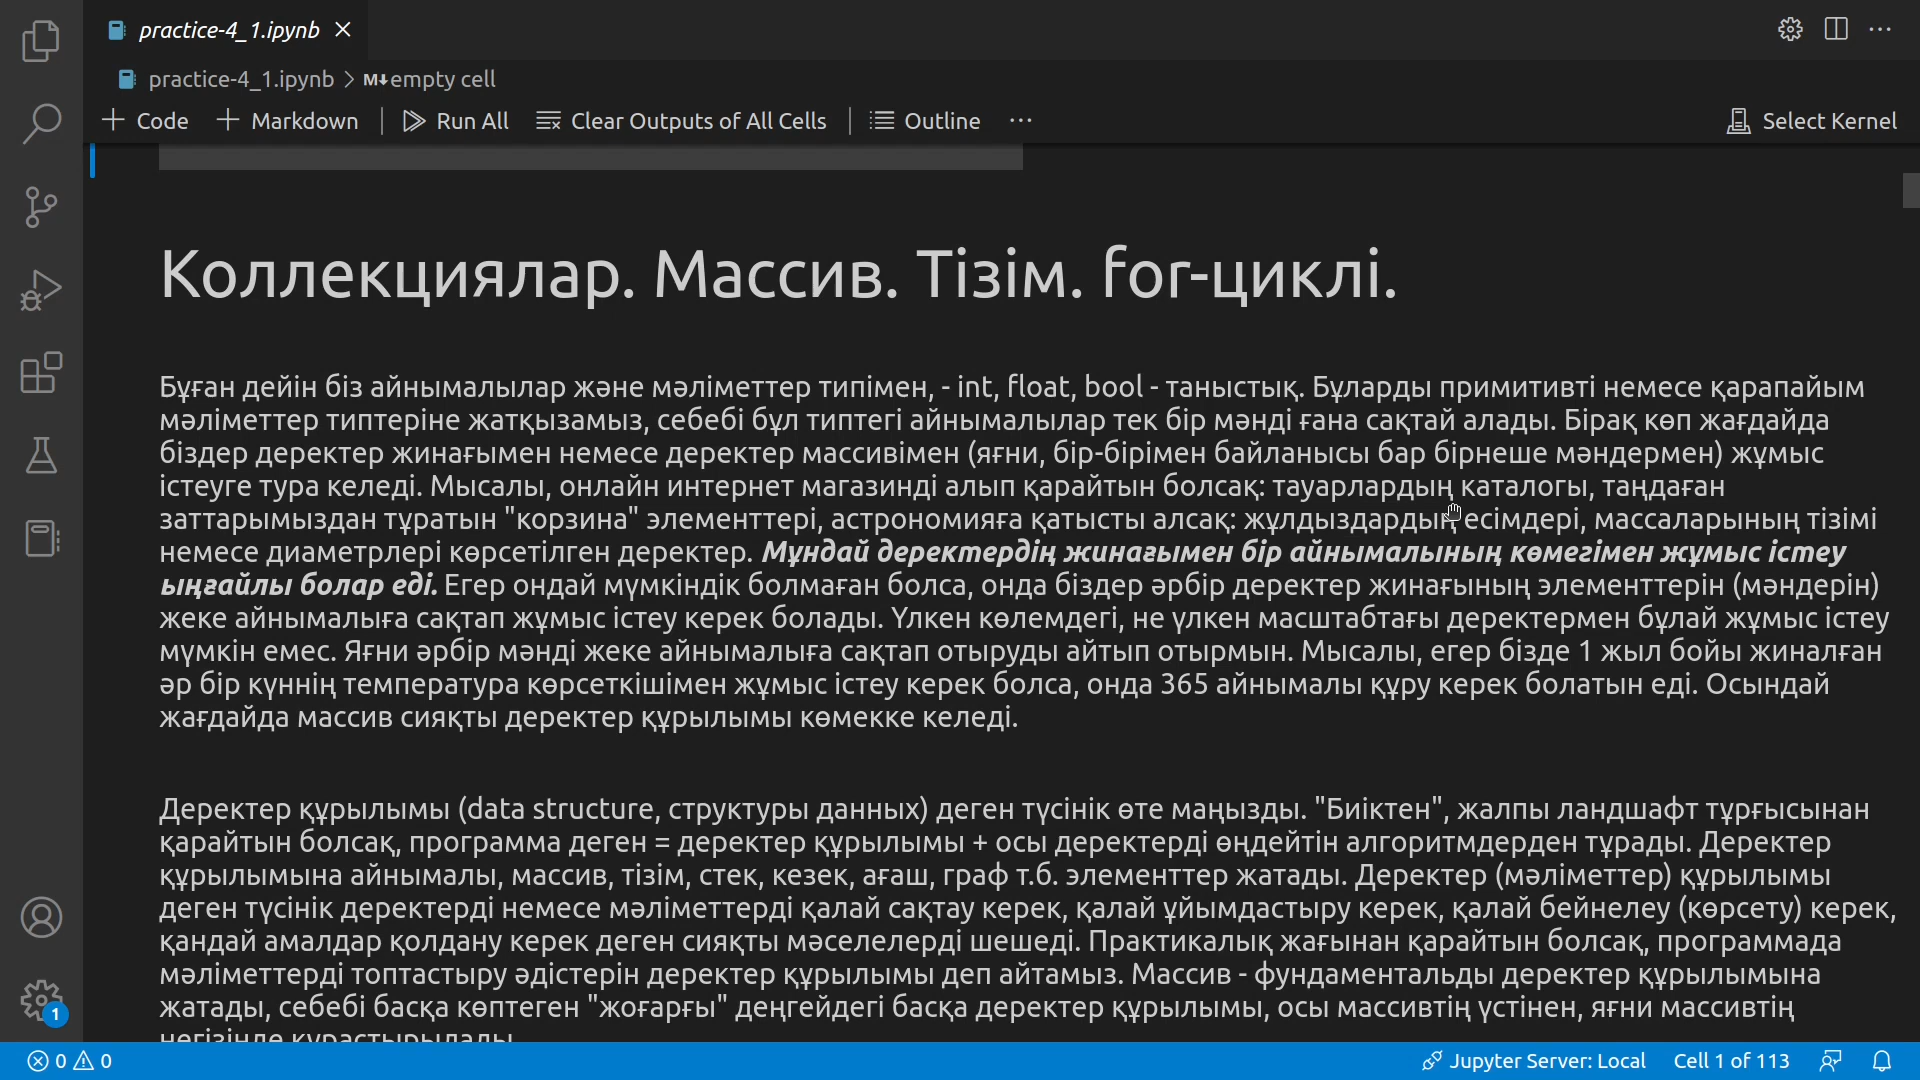 practice-4_1.ipynb
practice-4_1.ipynb > M↓ empty cell
+ Code + Markdown Run All Clear Outputs of All Cells Outline ··· Select Kernel
Коллекциялар. Массив. Тізім. for-циклі.
Бұған дейін біз айнымалылар және мәліметтер типімен, - int, float, bool - таныстық. Бұларды примитивті немесе қарапайым
мәліметтер типтеріне жатқызамыз, себебі бұл типтегі айнымалылар тек бір мәнді ғана сақтай алады. Бірақ көп жағдайда
біздер деректер жинағымен немесе деректер массивімен (яғни, бір-бірімен байланысы бар бірнеше мәндермен) жұмыс
істеуге тура келеді. Мысалы, онлайн интернет магазинді алып қарайтын болсақ: тауарлардың каталогы, таңдаған
заттарымыздан тұратын "корзина" элементтері, астрономияға қатысты алсақ: жұлдыздардың есімдері, массаларының тізімі
немесе диаметрлері көрсетілген деректер. Мұндай деректердің жинағымен бір айнымалының көмегімен жұмыс істеу
ыңғайлы болар еді. Егер ондай мүмкіндік болмаған болса, онда біздер әрбір деректер жинағының элементтерін (мәндерін)
жеке айнымалыға сақтап жұмыс істеу керек болады. Үлкен көлемдегі, не үлкен масштабтағы деректермен бұлай жұмыс істеу
мүмкін емес. Яғни әрбір мәнді жеке айнымалыға сақтап отыруды айтып отырмын. Мысалы, егер бізде 1 жыл бойы жиналған
әр бір күннің температура көрсеткішімен жұмыс істеу керек болса, онда 365 айнымалы құру керек болатын еді. Осындай
жағдайда массив сияқты деректер құрылымы көмекке келеді.
Деректер құрылымы (data structure, структуры данных) деген түсінік өте маңызды. "Биіктен", жалпы ландшафт тұрғысынан
қарайтын болсақ, программа деген = деректер құрылымы + осы деректерді өңдейтін алгоритмдерден тұрады. Деректер
құрылымына айнымалы, массив, тізім, стек, кезек, ағаш, граф т.б. элементтер жатады. Деректер (мәліметтер) құрылымы
деген түсінік деректерді немесе мәліметтерді қалай сақтау керек, қалай ұйымдастыру керек, қалай бейнелеу (көрсету) керек,
қандай амалдар қолдану керек деген сияқты мәселелерді шешеді. Практикалық жағынан қарайтын болсақ, программада
мәліметтерді топтастыру әдістерін деректер құрылымы деп айтамыз. Массив - фундаментальды деректер құрылымына
жатады, себебі басқа көптеген "жоғарғы" деңгейдегі басқа деректер құрылымы, осы массивтің үстінен, яғни массивтің
негізінде құрастырылады.
1
0 0 Jupyter Server: Local Cell 1 of 113